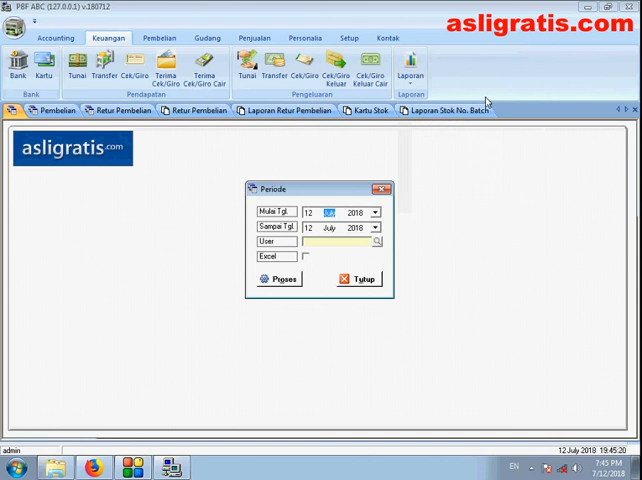 PBF ABC (127.0.0.1) v.180712
asligratis.com
Accounting Keuangan Pembelian Gudang Penjualan Personalia Setup Kontak
Bank Kartu Tunai Transfer Cek/Giro Terima Cek/Giro Terima Cek/Giro Cair Tunai Transfer Cek/Giro Cek/Giro Keluar Cek/Giro Keluar Cair Laporan
Bank Pendapatan Pengeluaran Laporan
Pembelian Retur Pembelian Retur Pembelian Laporan Retur Pembelian Kartu Stok Laporan Stok No. Batch
asligratis.com
Periode
Mulai Tgl. 12 July 2018
Sampai Tgl. 12 July 2018
User
Excel
Proses Tutup
admin 12 July 2018 19:45:20
EN 7:45 PM
7/12/2018